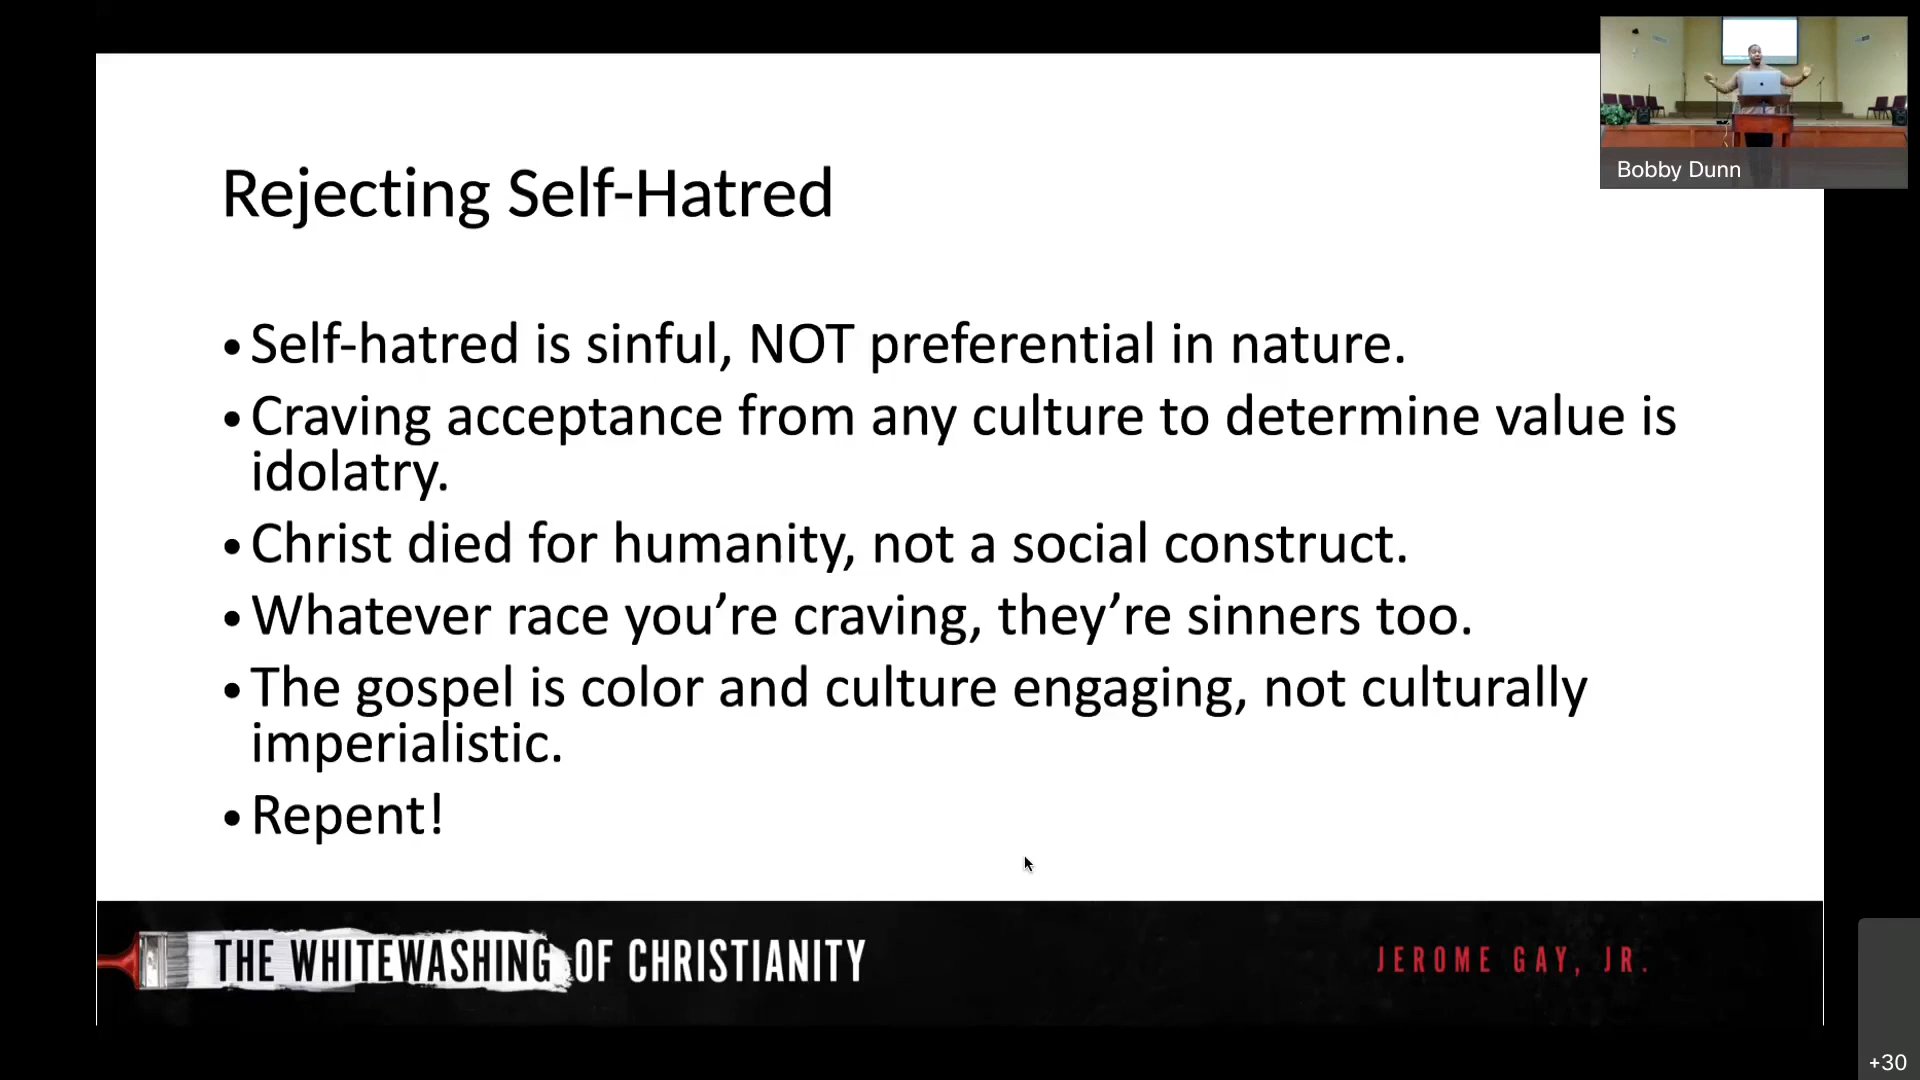 Bobby Dunn
Rejecting Self-Hatred
•Self-hatred is sinful, NOT preferential in nature.
•Craving acceptance from any culture to determine value is
idolatry.
•Christ died for humanity, not a social construct.
•Whatever race you’re craving, they’re sinners too.
•The gospel is color and culture engaging, not culturally
imperialistic.
•Repent!
THE WHITEWASHING OF CHRISTIANITY
JEROME GAY, JR.
+30